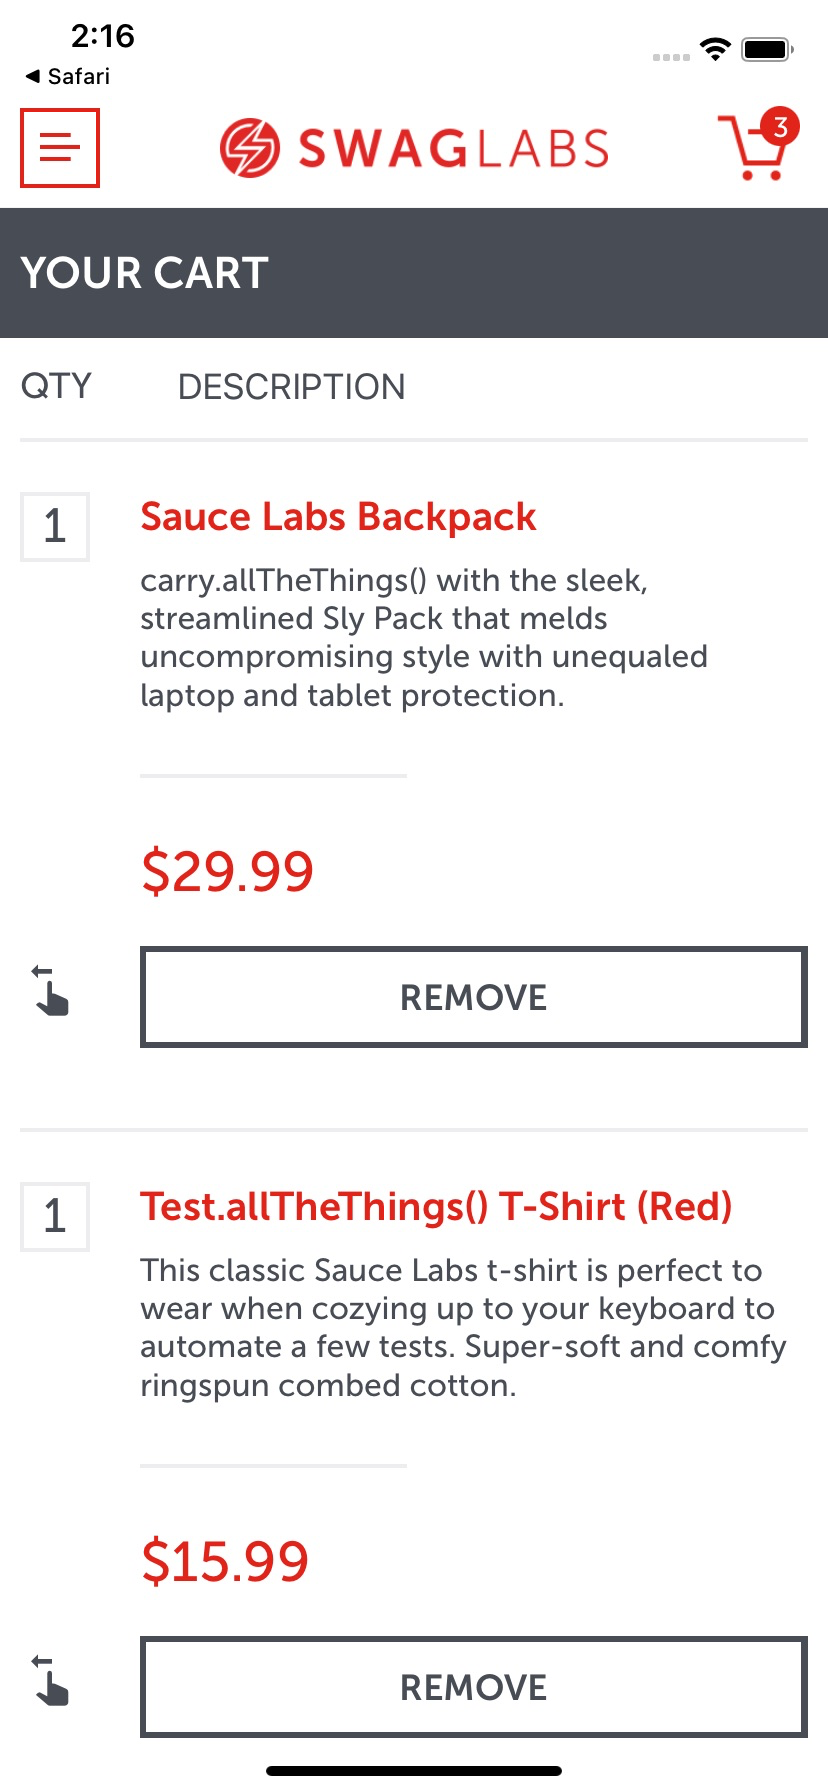 2:16
◀ Safari
SWAGLABS
3
YOUR CART
QTY
DESCRIPTION
1
Sauce Labs Backpack
carry.allTheThings() with the sleek,
streamlined Sly Pack that melds
uncompromising style with unequaled
laptop and tablet protection.
$29.99
REMOVE
1
Test.allTheThings() T-Shirt (Red)
This classic Sauce Labs t-shirt is perfect to
wear when cozying up to your keyboard to
automate a few tests. Super-soft and comfy
ringspun combed cotton.
$15.99
REMOVE